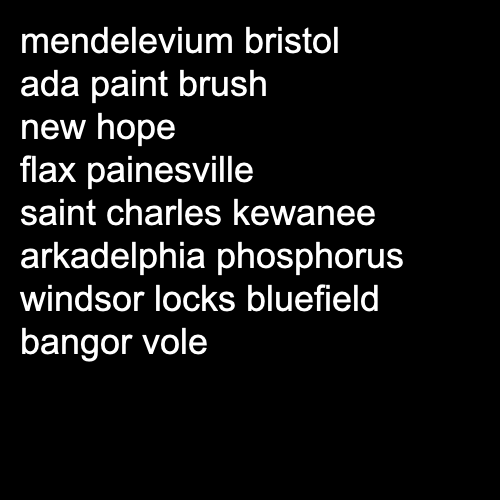 mendelevium bristol
ada paint brush
new hope
flax painesville
saint charles kewanee
arkadelphia phosphorus
windsor locks bluefield
bangor vole